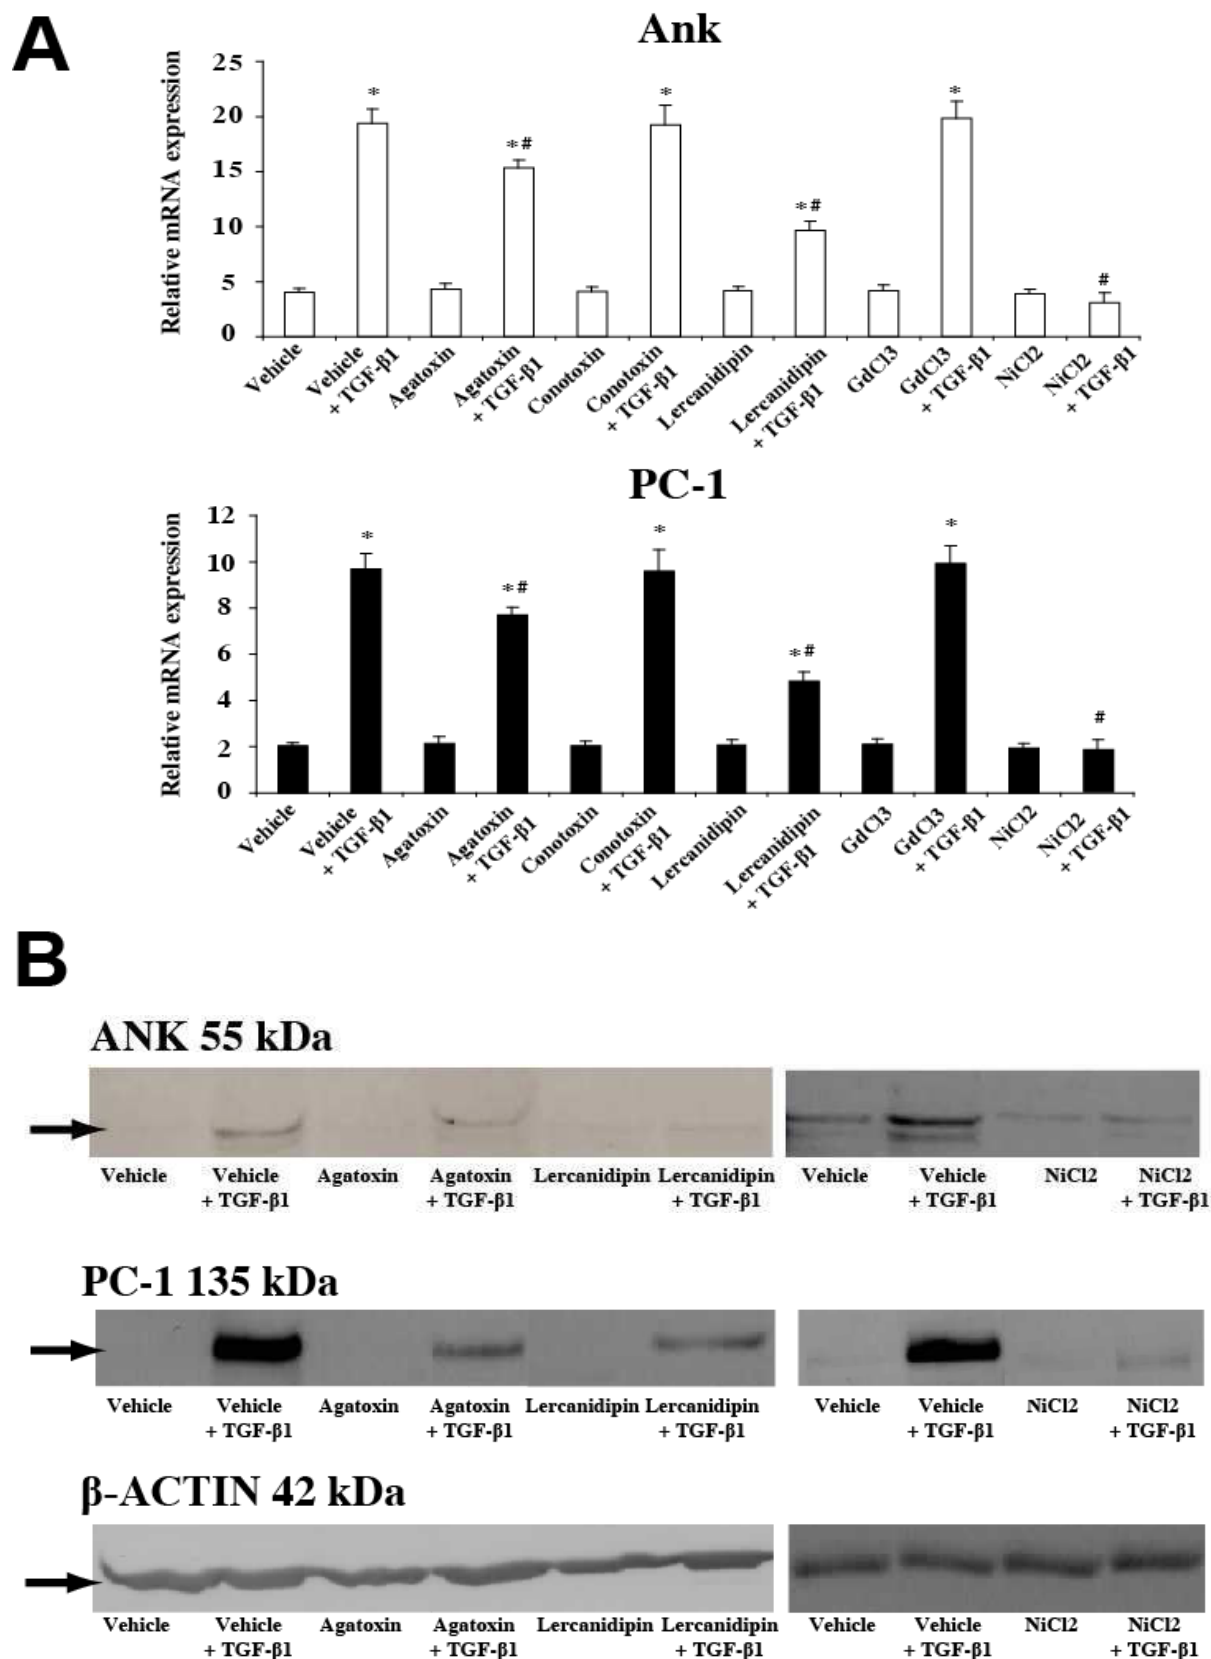 A
Ank
Relative mRNA expression
25
20
15
10
5
0
*
*#
*
*#
*
#
Vehicle
Vehicle
+ TGF-β1
Agatoxin
Agatoxin
+ TGF-β1
Conotoxin
Conotoxin
+ TGF-β1
Lercanidipin
Lercanidipin
+ TGF-β1
GdCl3
GdCl3
+ TGF-β1
NiCl2
NiCl2
+ TGF-β1
PC-1
Relative mRNA expression
12
10
8
6
4
2
0
*
*#
*
*#
*
#
Vehicle
Vehicle
+ TGF-β1
Agatoxin
Agatoxin
+ TGF-β1
Conotoxin
Conotoxin
+ TGF-β1
Lercanidipin
Lercanidipin
+ TGF-β1
GdCl3
GdCl3
+ TGF-β1
NiCl2
NiCl2
+ TGF-β1
B
ANK 55 kDa
Vehicle Vehicle Agatoxin Agatoxin Lercanidipin Lercanidipin Vehicle Vehicle NiCl2 NiCl2
+ TGF-β1 + TGF-β1 + TGF-β1 + TGF-β1 + TGF-β1
PC-1 135 kDa
Vehicle Vehicle Agatoxin Agatoxin Lercanidipin Lercanidipin Vehicle Vehicle NiCl2 NiCl2
+ TGF-β1 + TGF-β1 + TGF-β1 + TGF-β1 + TGF-β1
β-ACTIN 42 kDa
Vehicle Vehicle Agatoxin Agatoxin Lercanidipin Lercanidipin Vehicle Vehicle NiCl2 NiCl2
+ TGF-β1 + TGF-β1 + TGF-β1 + TGF-β1 + TGF-β1